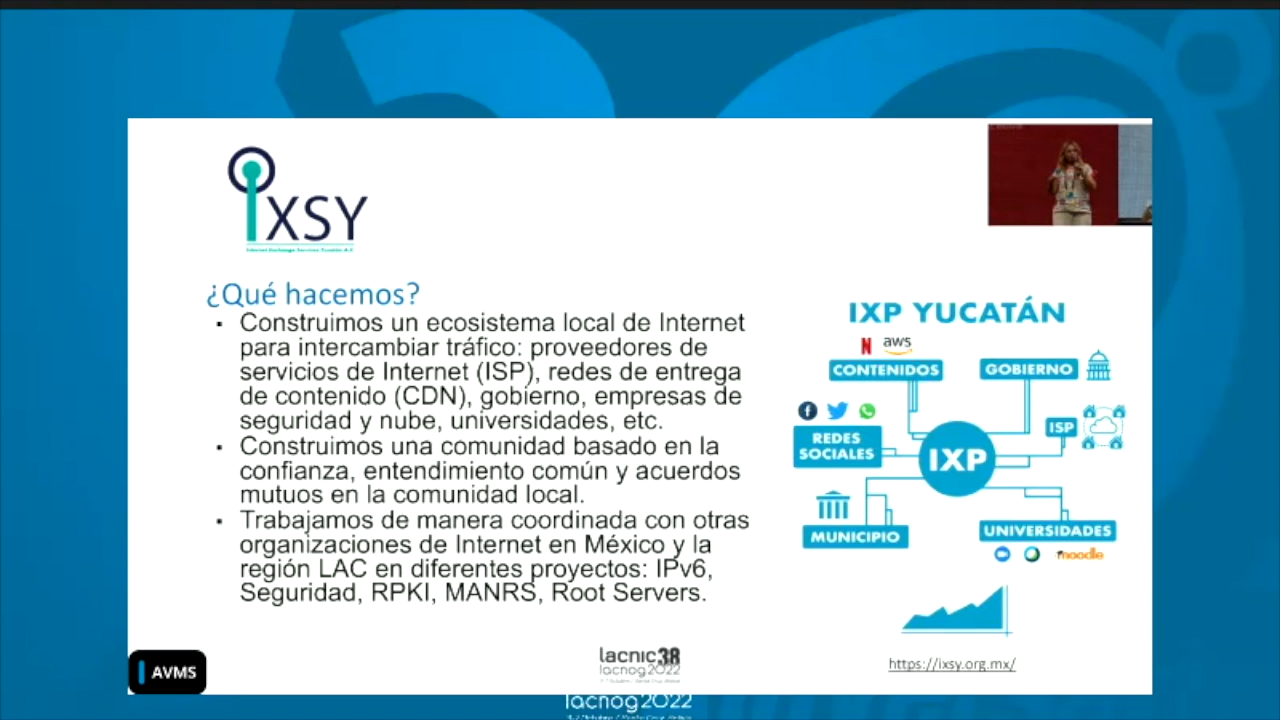 ixsy
Internet Exchange Services Yucatán A.C
¿Qué hacemos?
▪ Construimos un ecosistema local de Internet
para intercambiar tráfico: proveedores de
servicios de Internet (ISP), redes de entrega
de contenido (CDN), gobierno, empresas de
seguridad y nube, universidades, etc.
▪ Construimos una comunidad basado en la
confianza, entendimiento común y acuerdos
mutuos en la comunidad local.
▪ Trabajamos de manera coordinada con otras
organizaciones de Internet en México y la
región LAC en diferentes proyectos: IPv6,
Seguridad, RPKI, MANRS, Root Servers.
IXP YUCATÁN
N aws
CONTENIDOS
GOBIERNO
ISP
REDES
SOCIALES
IXP
MUNICIPIO
UNIVERSIDADES
moodle
https://ixsy.org.mx/
AVMS
lacnic38
lacnog2022
lacnog2022